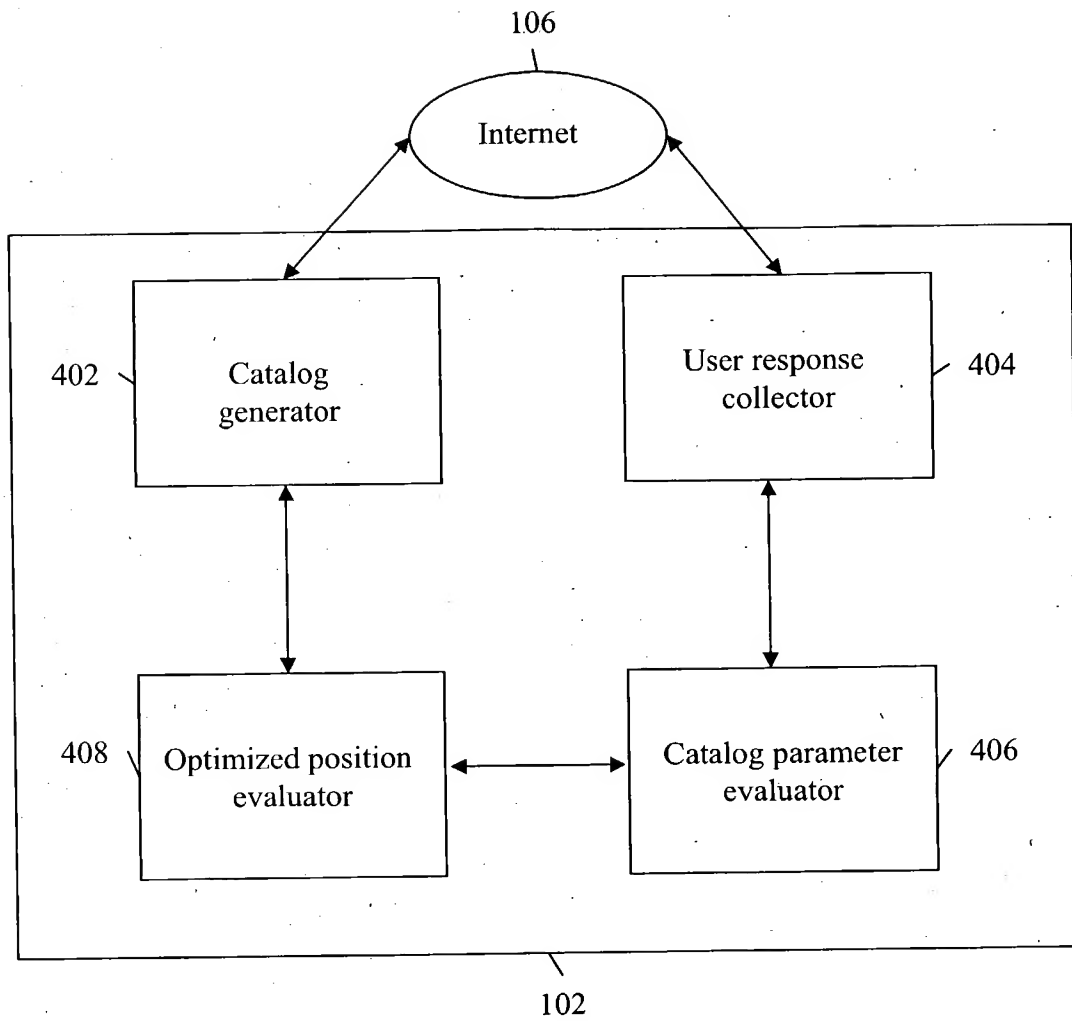 106
Internet
402
Catalog
generator
User response
collector
404
408
Optimized position
evaluator
Catalog parameter
evaluator
406
102